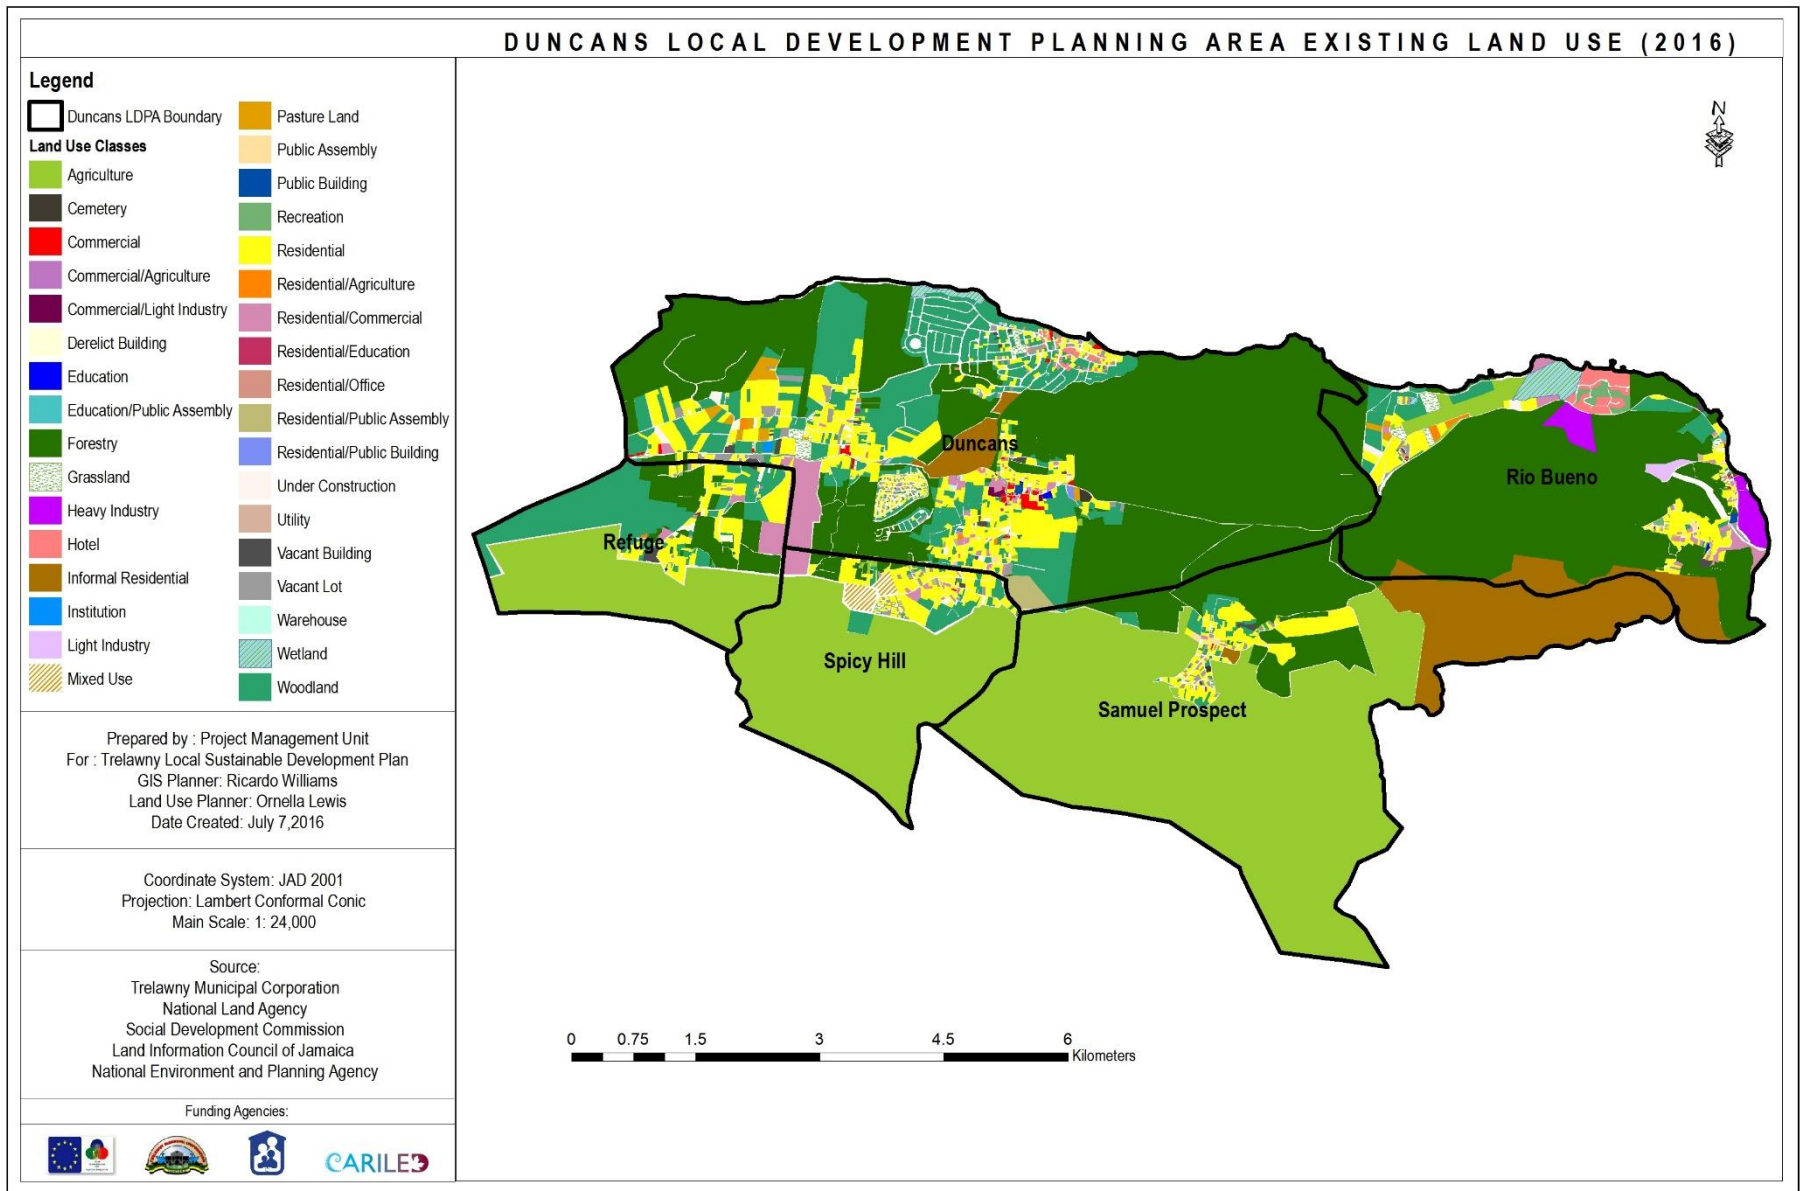 DUNCANS LOCAL DEVELOPMENT PLANNING AREA EXISTING LAND USE (2016)
Legend
Duncans LDPA Boundary
Land Use Classes
Agriculture
Cemetery
Commercial
Commercial/Agriculture
Commercial/Light Industry
Derelict Building
Education
Education/Public Assembly
Forestry
Grassland
Heavy Industry
Hotel
Informal Residential
Institution
Light Industry
Mixed Use
Pasture Land
Public Assembly
Public Building
Recreation
Residential
Residential/Agriculture
Residential/Commercial
Residential/Education
Residential/Office
Residential/Public Assembly
Residential/Public Building
Under Construction
Utility
Vacant Building
Vacant Lot
Warehouse
Wetland
Woodland
Prepared by : Project Management Unit
For : Trelawny Local Sustainable Development Plan
GIS Planner: Ricardo Williams
Land Use Planner: Ornella Lewis
Date Created: July 7,2016
Coordinate System: JAD 2001
Projection: Lambert Conformal Conic
Main Scale: 1: 24,000
Source:
Trelawny Municipal Corporation
National Land Agency
Social Development Commission
Land Information Council of Jamaica
National Environment and Planning Agency
Funding Agencies:
CARILED
N
Duncans
Rio Bueno
Refuge
Spicy Hill
Samuel Prospect
0 0.75 1.5 3 4.5 6
Kilometers